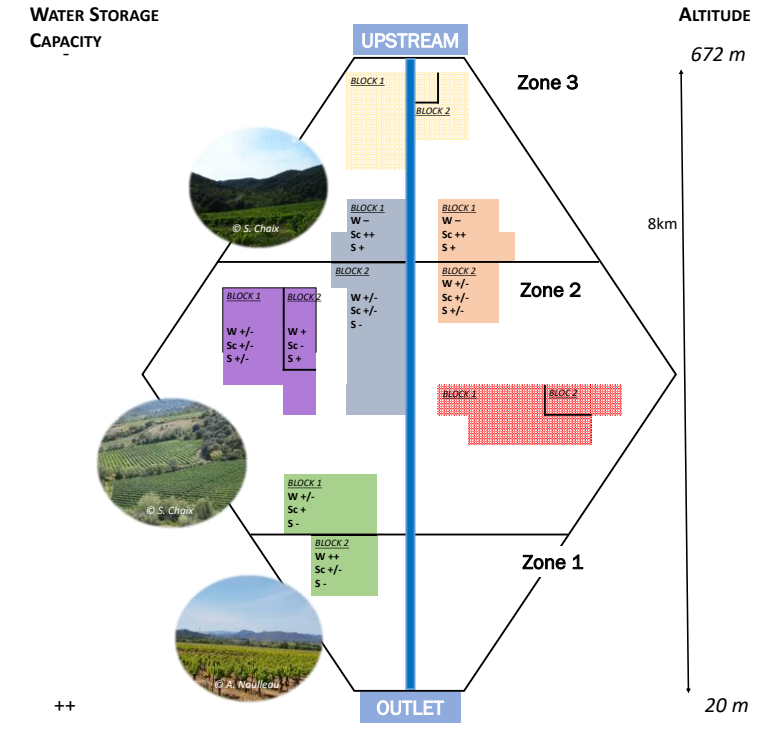 WATER STORAGE
CAPACITY
-
ALTITUDE
672 m
UPSTREAM
Zone 3
BLOCK 1
BLOCK 2
© S. Chaix
8km
BLOCK 1
W –
Sc ++
S +
BLOCK 1
W –
Sc ++
S +
BLOCK 2
W +/-
Sc +/-
S -
BLOCK 2
W +/-
Sc +/-
S +/-
Zone 2
BLOCK 1
W +/-
Sc +/-
S +/-
BLOCK 2
W +
Sc -
S +
BLOCK 1
BLOC 2
© S. Chaix
BLOCK 1
W +/-
Sc +
S -
BLOCK 2
W ++
Sc +/-
S -
Zone 1
© A. Naulleau
++
OUTLET
20 m